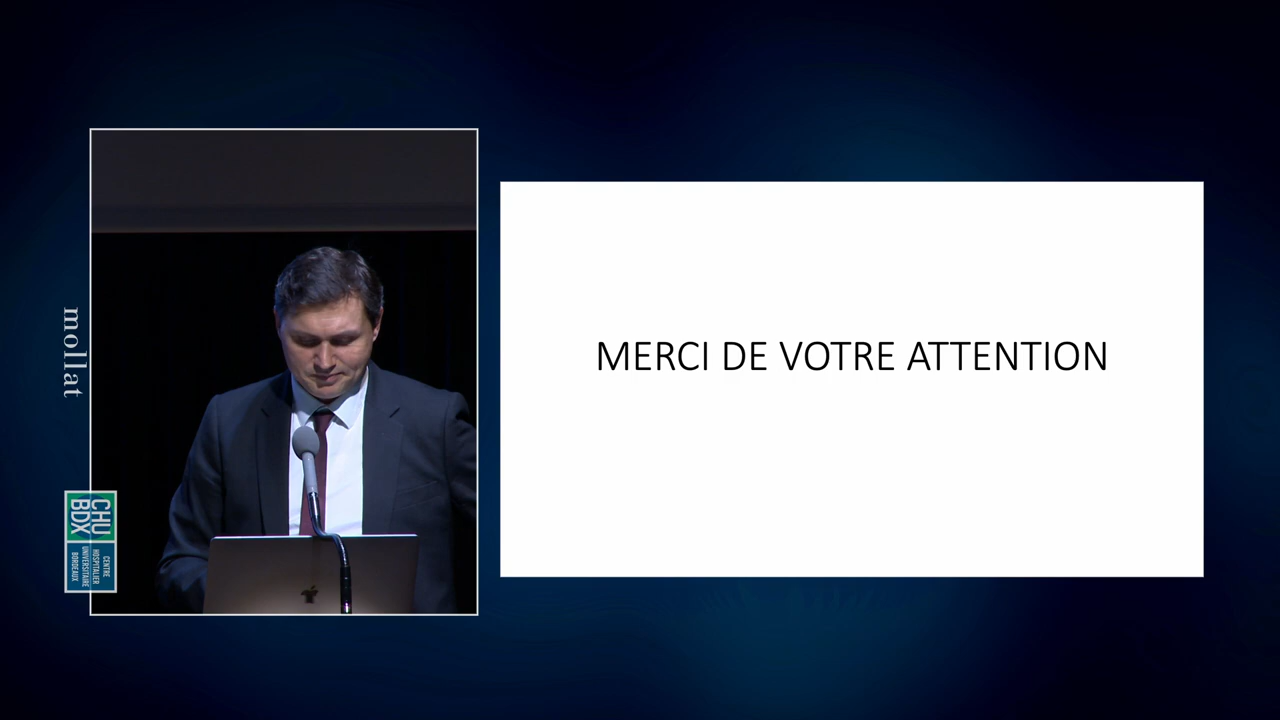 mollat
CHU
BDX
CENTRE
HOSPITALIER
UNIVERSITAIRE
BORDEAUX
MERCI DE VOTRE ATTENTION